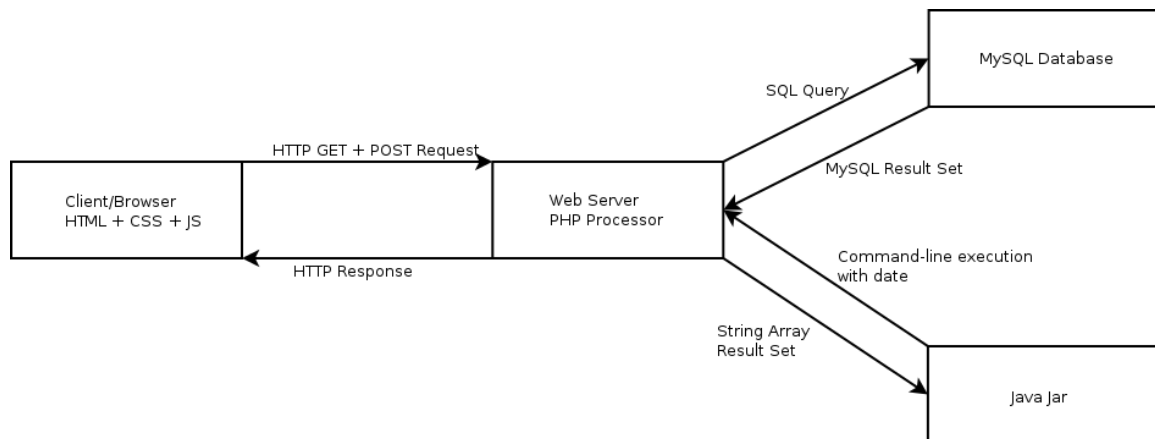 MySQL Database
SQL Query
HTTP GET + POST Request
MySQL Result Set
Client/Browser
HTML + CSS + JS
Web Server
PHP Processor
HTTP Response
Command-line execution
with date
String Array
Result Set
Java Jar